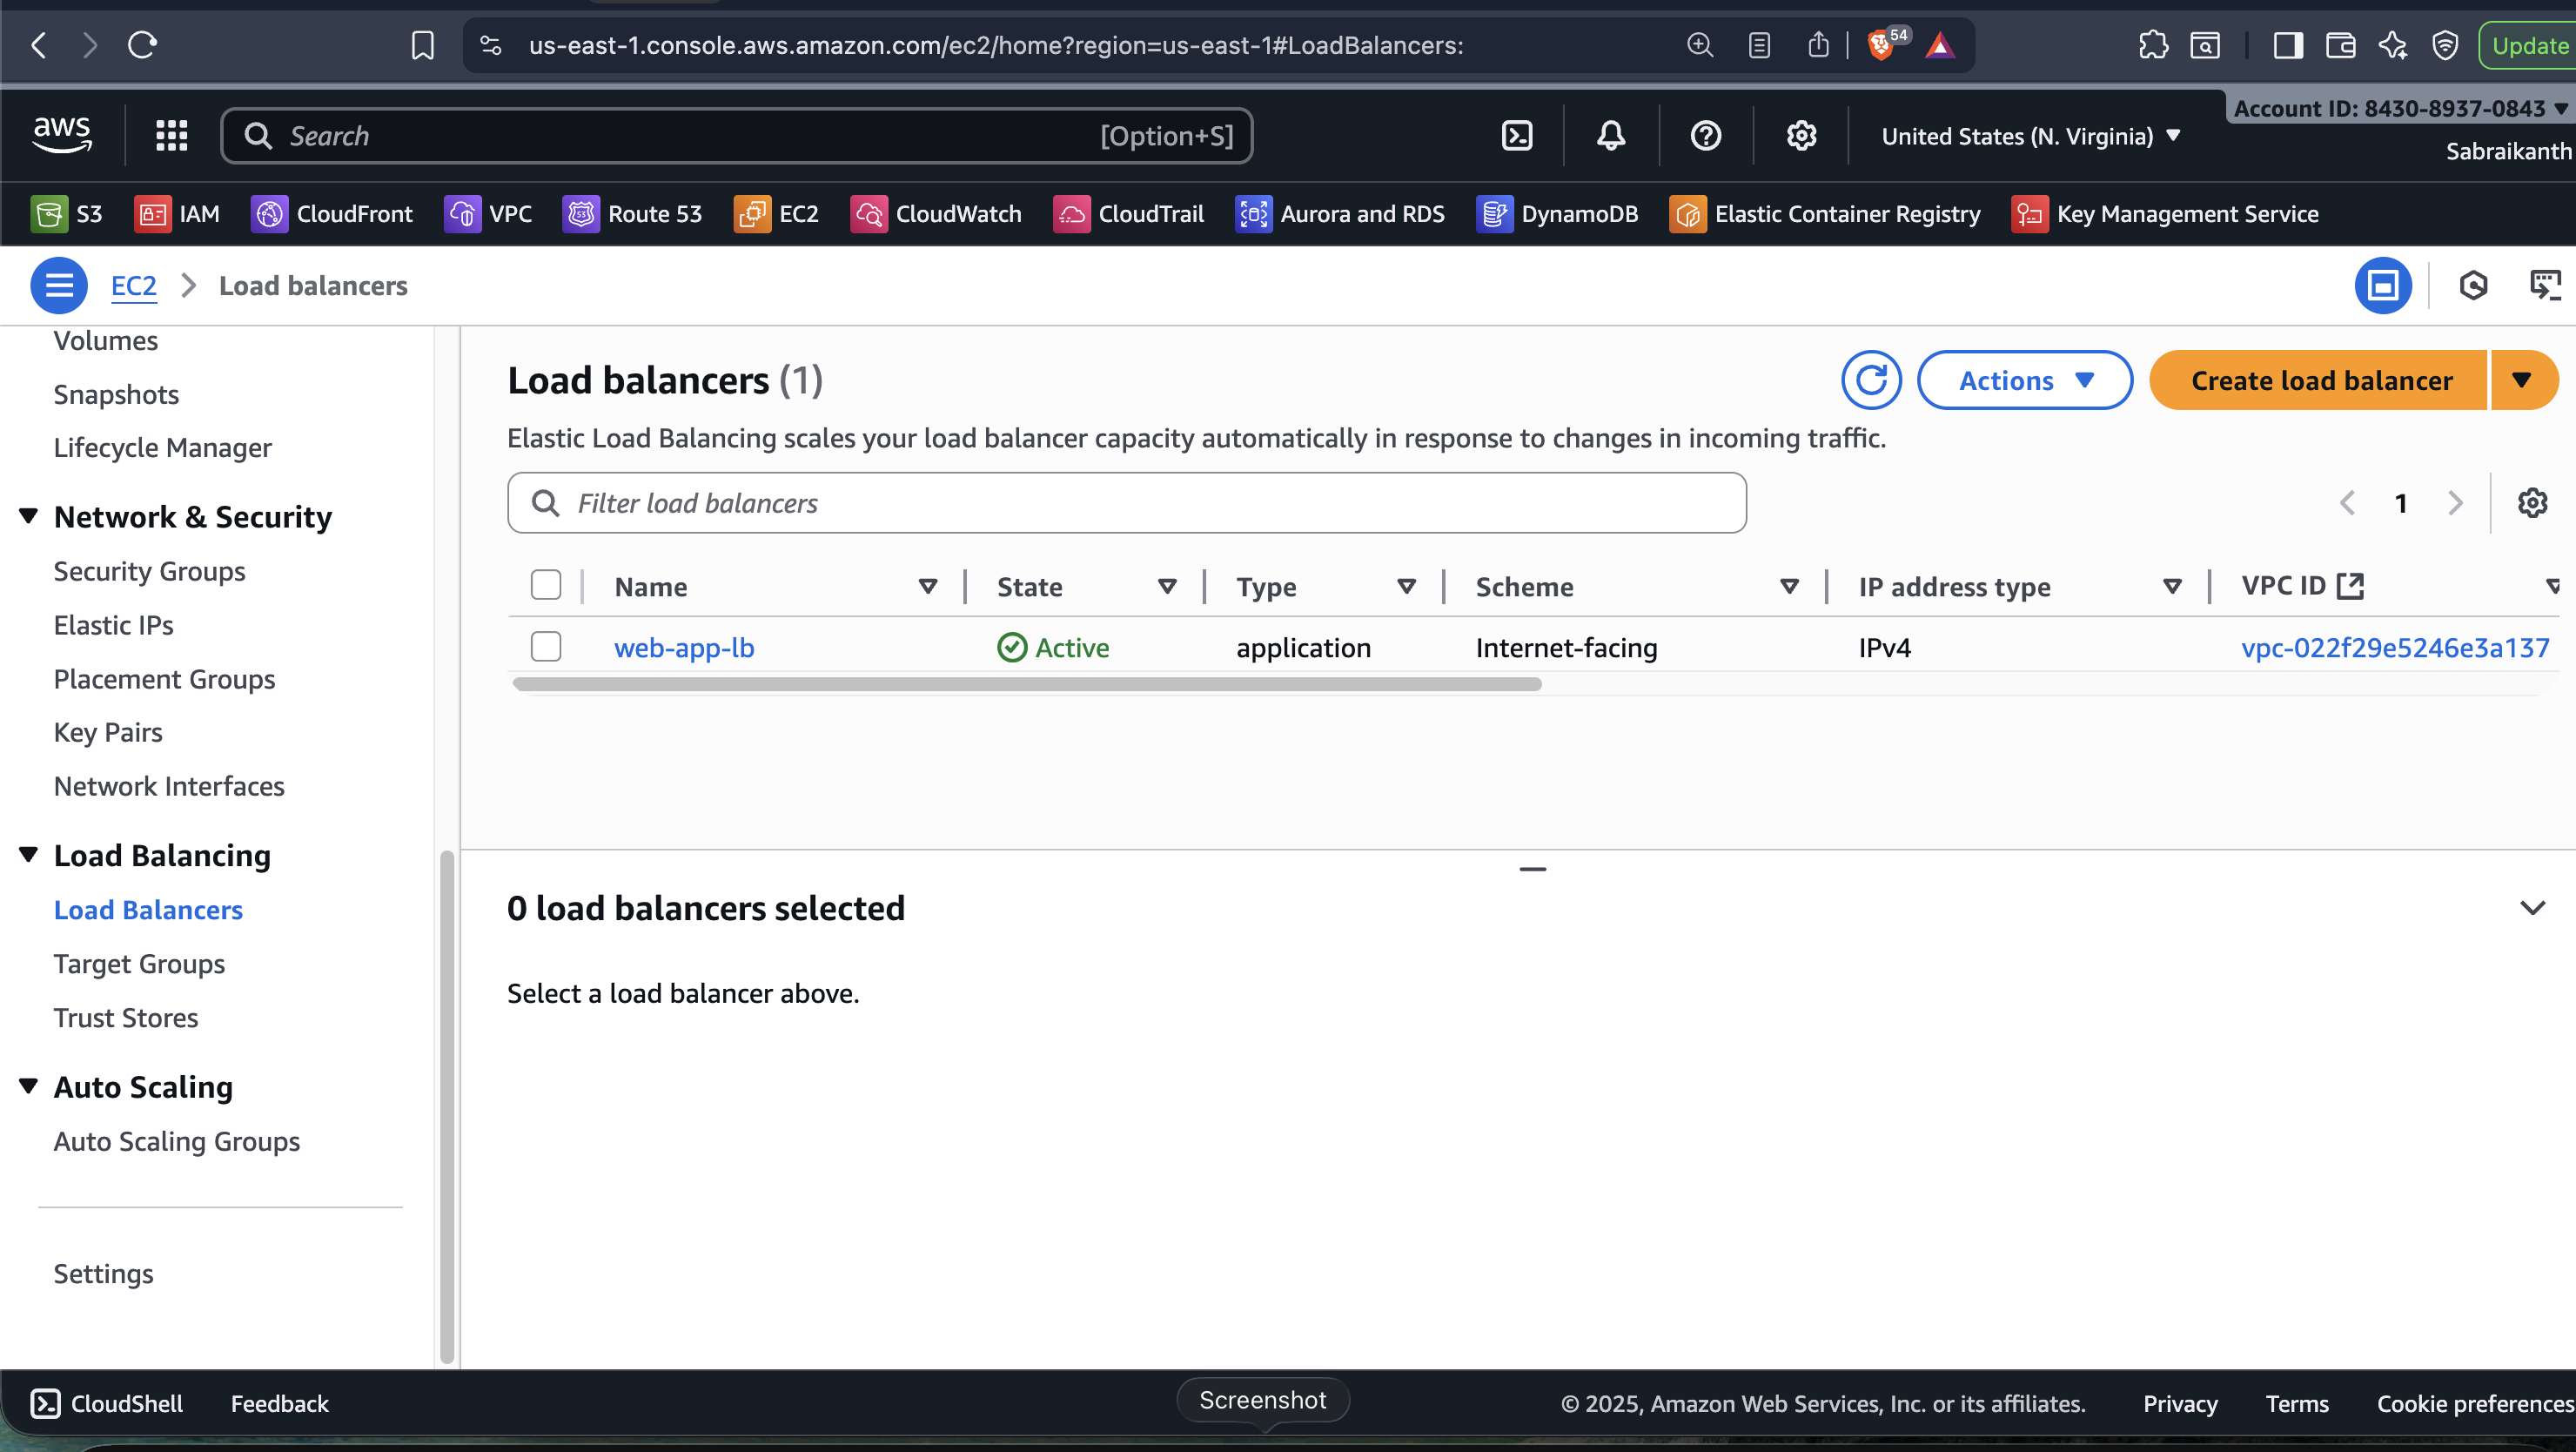 us-east-1.console.aws.amazon.com/ec2/home?region=us-east-1#LoadBalancers:
54
Update
aws
Search
[Option+S]
United States (N. Virginia)
Account ID: 8430-8937-0843
Sabraikanth
S3
IAM
CloudFront
VPC
Route 53
EC2
CloudWatch
CloudTrail
Aurora and RDS
DynamoDB
Elastic Container Registry
Key Management Service
EC2
Load balancers
Volumes
Snapshots
Lifecycle Manager
Network & Security
Security Groups
Elastic IPs
Placement Groups
Key Pairs
Network Interfaces
Load Balancing
Load Balancers
Target Groups
Trust Stores
Auto Scaling
Auto Scaling Groups
Settings
Load balancers (1)
Actions
Create load balancer
Elastic Load Balancing scales your load balancer capacity automatically in response to changes in incoming traffic.
Filter load balancers
1
Name State Type Scheme IP address type VPC ID
web-app-lb Active application Internet-facing IPv4 vpc-022f29e5246e3a137
0 load balancers selected
Select a load balancer above.
CloudShell
Feedback
Screenshot
© 2025, Amazon Web Services, Inc. or its affiliates.
Privacy
Terms
Cookie preferences